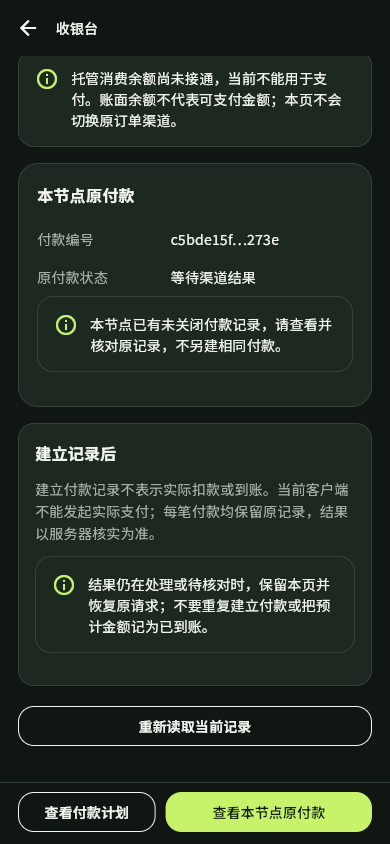 收银台
托管消费余额尚未接通，当前不能用于支
付。账面余额不代表可支付金额；本页不会
切换原订单渠道。
本节点原付款
付款编号 c5bde15f…273e
原付款状态 等待渠道结果
本节点已有未关闭付款记录，请查看并
核对原记录，不另建相同付款。
建立记录后
建立付款记录不表示实际扣款或到账。当前客户端
不能发起实际支付；每笔付款均保留原记录，结果
以服务器核实为准。
结果仍在处理或待核对时，保留本页并
恢复原请求；不要重复建立付款或把预
计金额记为已到账。
重新读取当前记录
查看付款计划 查看本节点原付款